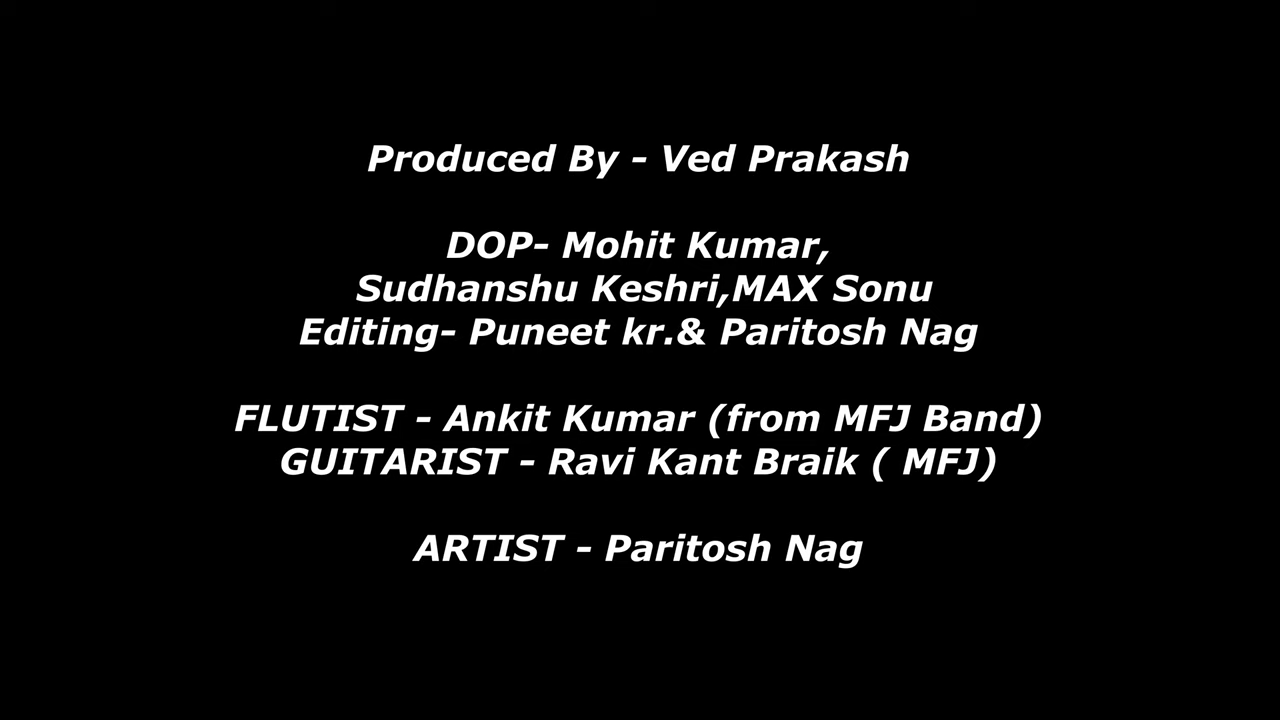 Produced By - Ved Prakash
DOP- Mohit Kumar,
Sudhanshu Keshri,MAX Sonu
Editing- Puneet kr.& Paritosh Nag
FLUTIST - Ankit Kumar (from MFJ Band)
GUITARIST - Ravi Kant Braik ( MFJ)
ARTIST - Paritosh Nag